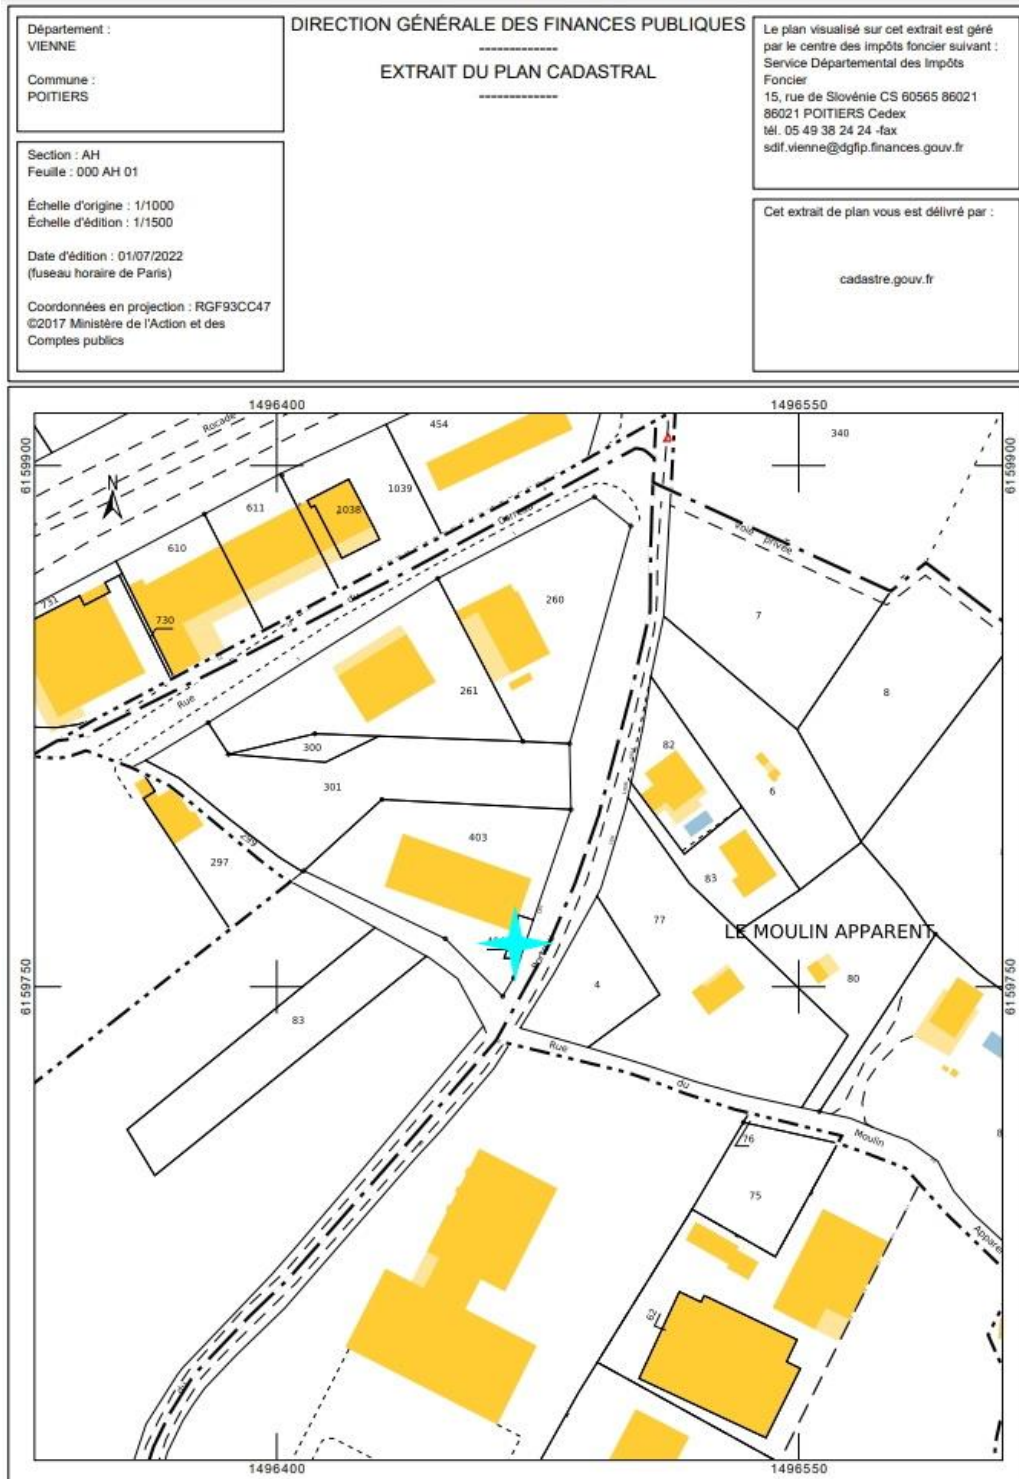 Département :
VIENNE
Commune :
POITIERS
Section : AH
Feuille : 000 AH 01
Échelle d'origine : 1/1000
Échelle d'édition : 1/1500
Date d'édition : 01/07/2022
(fuseau horaire de Paris)
Coordonnées en projection : RGF93CC47
©2017 Ministère de l'Action et des
Comptes publics
DIRECTION GÉNÉRALE DES FINANCES PUBLIQUES
-------------
EXTRAIT DU PLAN CADASTRAL
-------------
Le plan visualisé sur cet extrait est géré
par le centre des impôts foncier suivant :
Service Départemental des Impôts
Foncier
15, rue de Slovénie CS 60565 86021
86021 POITIERS Cedex
tél. 05 49 38 24 24 -fax
sdif.vienne@dgfip.finances.gouv.fr
Cet extrait de plan vous est délivré par :
cadastre.gouv.fr
1496400
1496550
6159900
6159900
Rocade
454
340
N
1039
611
1038
610
Voie privée
731
730
Rue
du
260
7
261
8
300
82
301
6
403
299
297
83
77
LE MOULIN APPARENT
80
4
6159750
6159750
83
Rue
du
Moulin
76
75
62
1496400
1496550